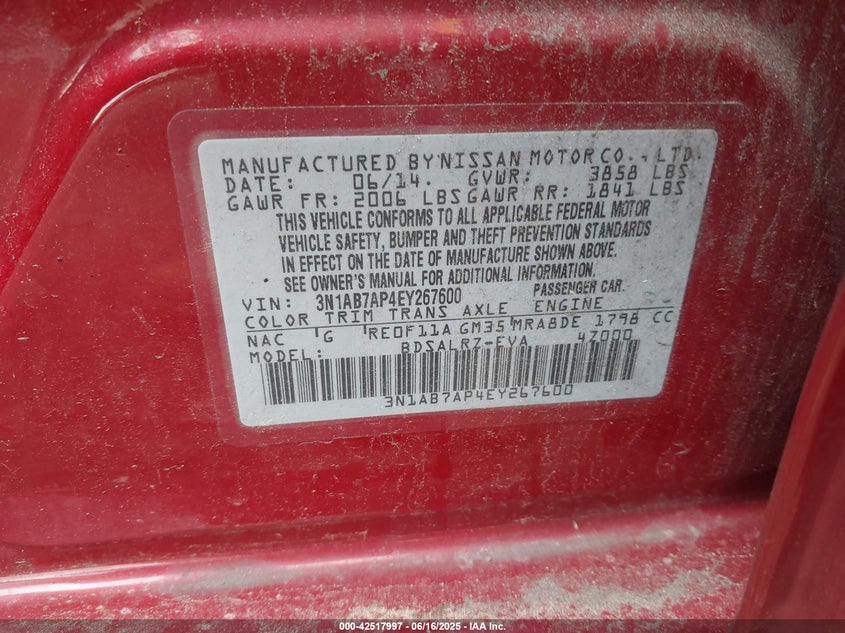 MANUFACTURED BY NISSAN MOTOR CO., LTD.
DATE: 06/14. GVWR: 3858 LBS
GAWR FR: 2006 LBS GAWR RR: 1841 LBS
THIS VEHICLE CONFORMS TO ALL APPLICABLE FEDERAL MOTOR
VEHICLE SAFETY, BUMPER AND THEFT PREVENTION STANDARDS
IN EFFECT ON THE DATE OF MANUFACTURE SHOWN ABOVE.
SEE OWNER'S MANUAL FOR ADDITIONAL INFORMATION.
VIN: 3N1AB7AP4EY267600 PASSENGER CAR.
COLOR TRIM TRANS AXLE ENGINE
NAC G RE0F11A GM35 MRA8DE 1798 CC
MODEL: BDSALRZ-EVA 4Z000
3N1AB7AP4EY267600
000-42517997 - 06/16/2025 - IAA Inc.